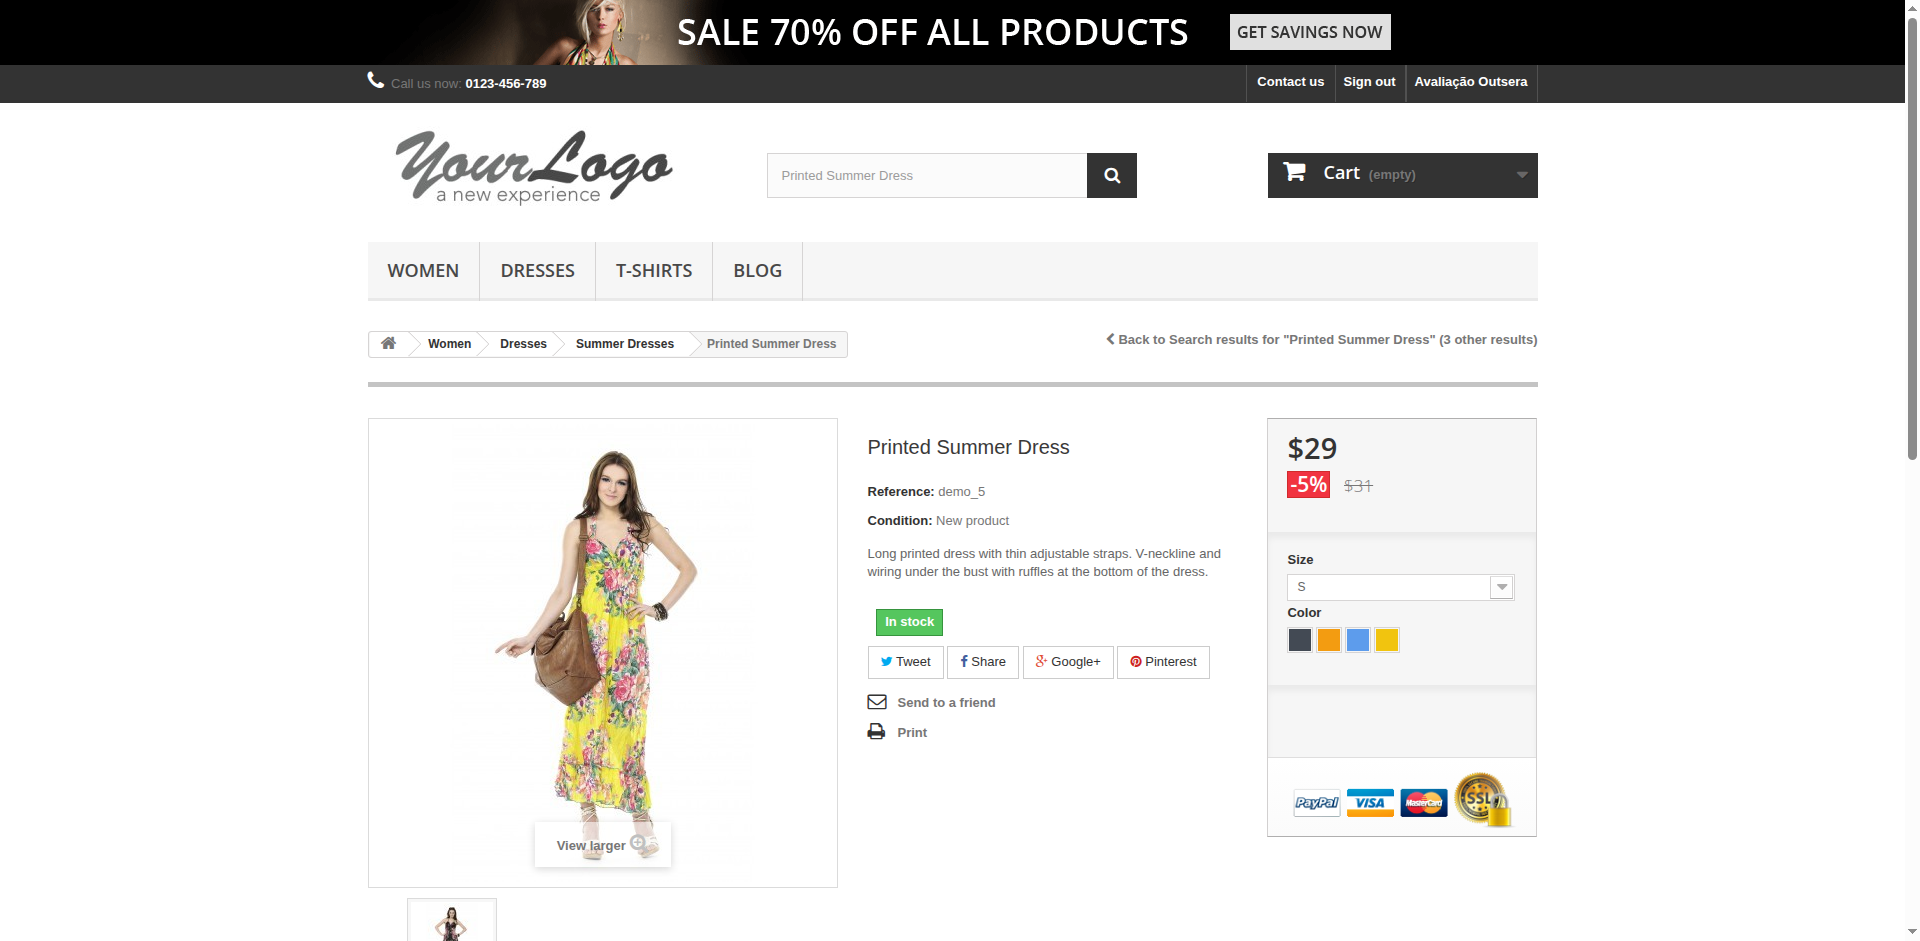 SALE 70% OFF ALL PRODUCTS
GET SAVINGS NOW
Call us now: 0123-456-789
Contact us
Sign out
Avaliação Outsera
YourLogo
a new experience
Printed Summer Dress
Cart (empty)
WOMEN
DRESSES
T-SHIRTS
BLOG
Women
Dresses
Summer Dresses
Printed Summer Dress
Back to Search results for "Printed Summer Dress" (3 other results)
View larger
Printed Summer Dress
Reference: demo_5
Condition: New product
Long printed dress with thin adjustable straps. V-neckline and
wiring under the bust with ruffles at the bottom of the dress.
In stock
Tweet
Share
Google+
Pinterest
Send to a friend
Print
$29
-5% $31
Size
S
Color
PayPal
VISA
MasterCard
SSL